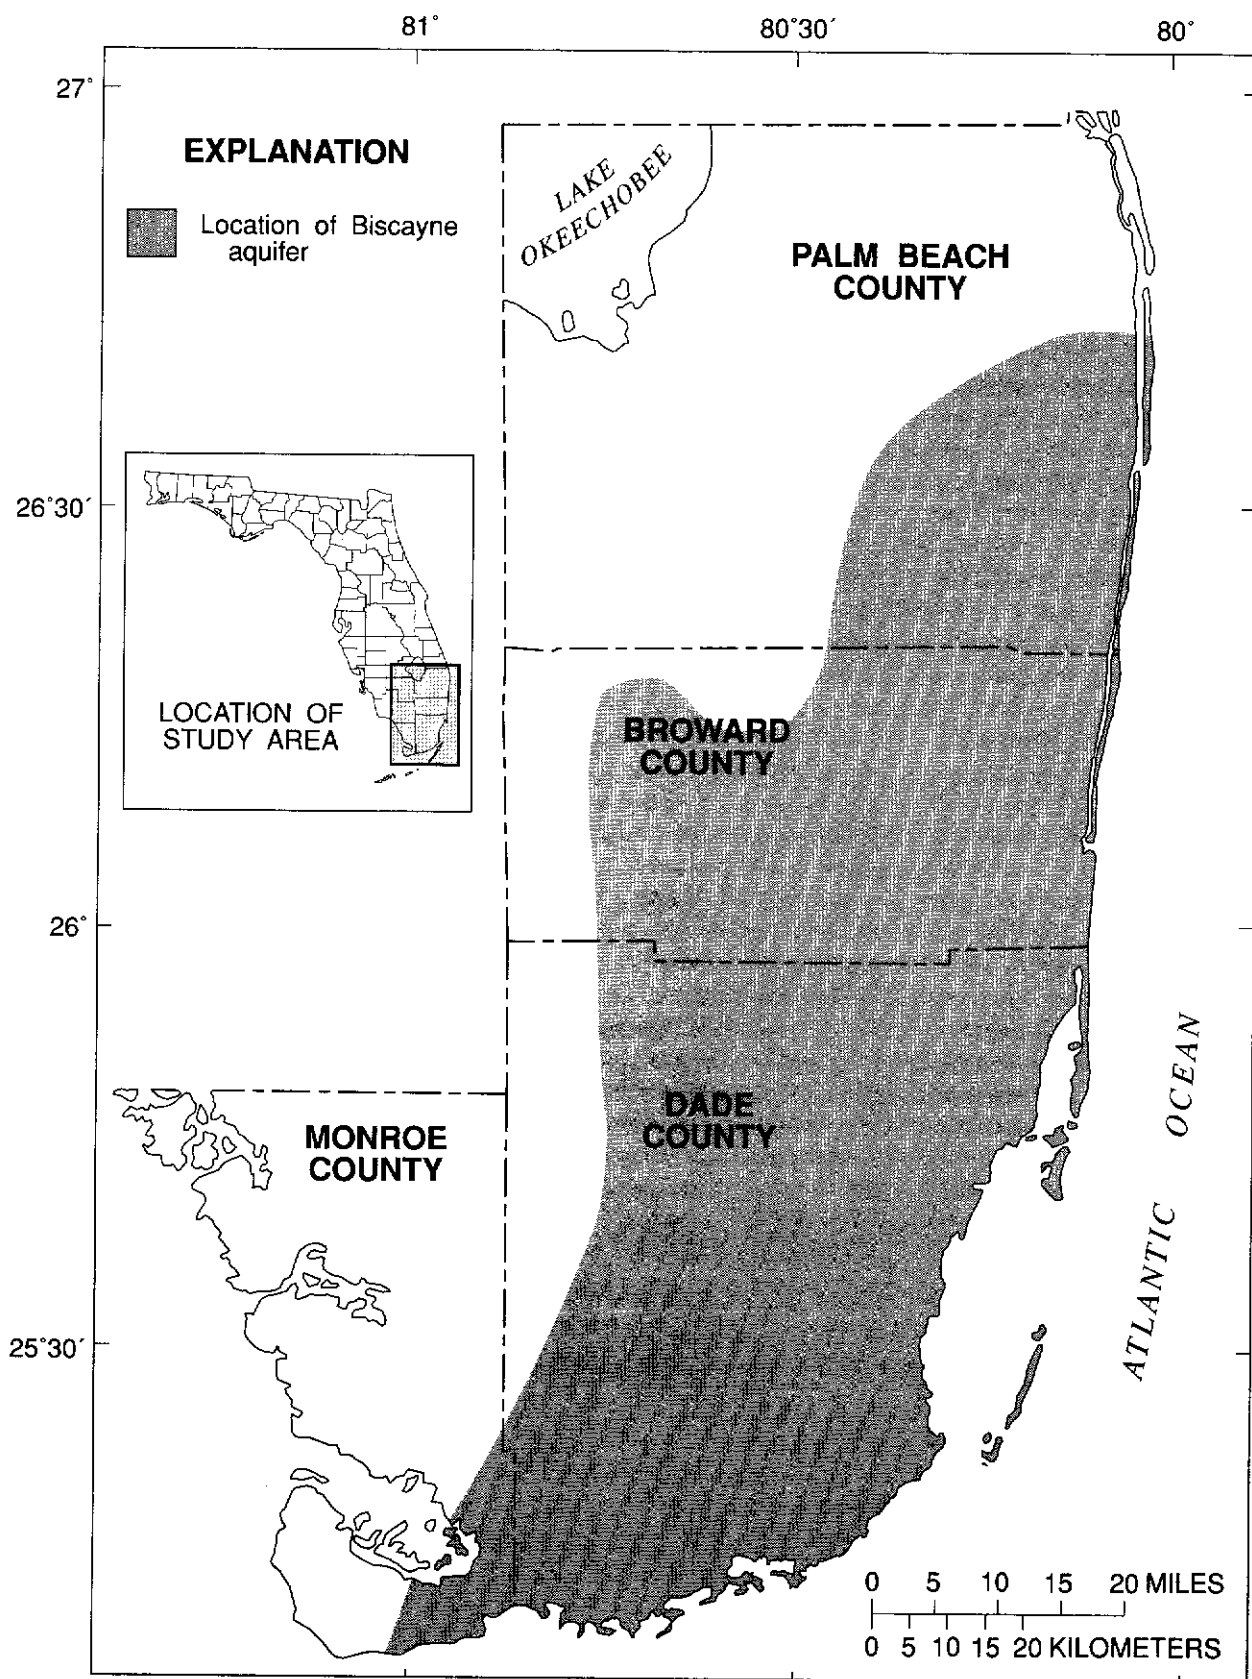 81° 80°30′ 80°
27°
EXPLANATION
Location of Biscayne
aquifer
LAKE
OKEECHOBEE
PALM BEACH
COUNTY
26°30′
LOCATION OF
STUDY AREA
BROWARD
COUNTY
26°
DADE
COUNTY
MONROE
COUNTY
ATLANTIC OCEAN
25°30′
0 5 10 15 20 MILES
0 5 10 15 20 KILOMETERS